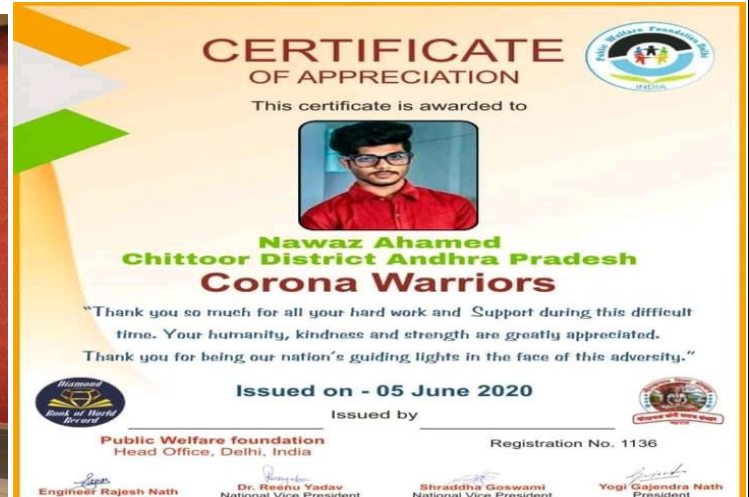 CERTIFICATE
OF APPRECIATION
Public Welfare Foundation Delhi
INDIA
This certificate is awarded to
Nawaz Ahamed
Chittoor District Andhra Pradesh
Corona Warriors
"Thank you so much for all your hard work and Support during this difficult
time. Your humanity, kindness and strength are greatly appreciated.
Thank you for being our nation's guiding lights in the face of this adversity."
Diamond
Book of World
Record
Issued on - 05 June 2020
Issued by
Public Welfare foundation
Head Office, Delhi, India
Registration No. 1136
Engineer Rajesh Nath
Dr. Reenu Yadav
National Vice President
Shraddha Goswami
National Vice President
Yogi Gajendra Nath
President